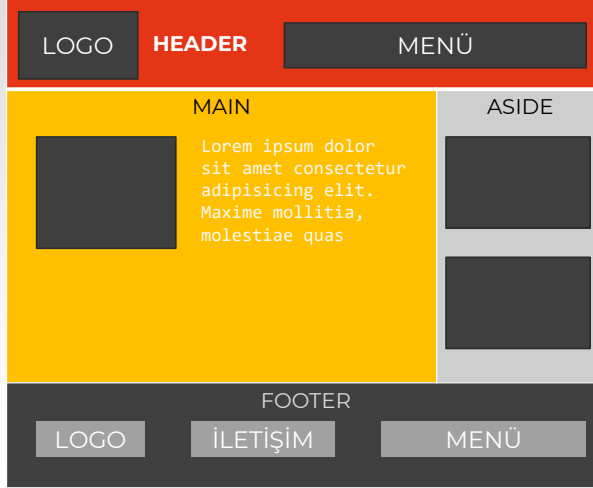 LOGO
HEADER
MENÜ
MAIN
ASIDE
Lorem ipsum dolor
sit amet consectetur
adipisicing elit.
Maxime mollitia,
molestiae quas
FOOTER
LOGO
İLETİŞİM
MENÜ